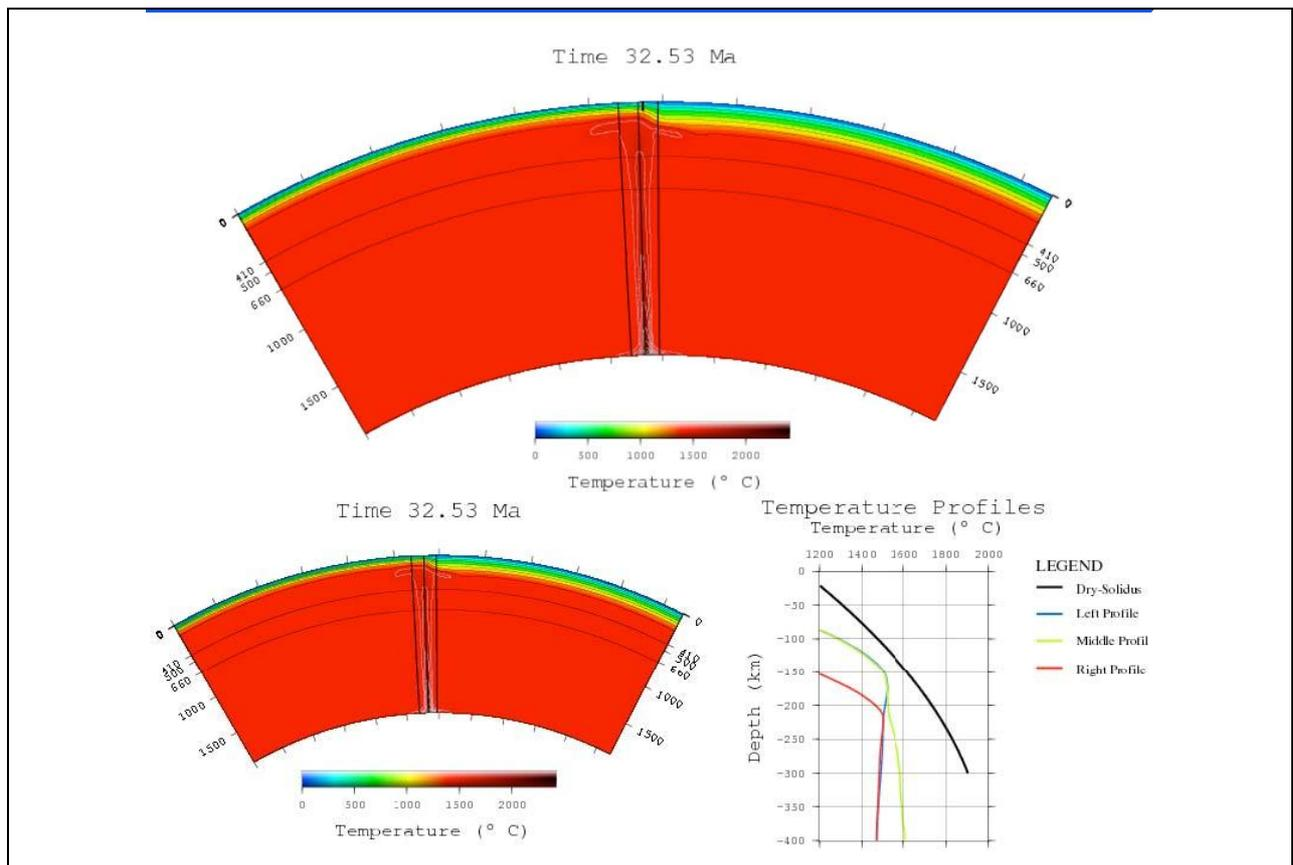 Time 32.53 Ma
0
0
410
500
660
1000
1500
410
500
660
1000
1500
0 500 1000 1500 2000
Temperature (° C)
Time 32.53 Ma
0
0
410
500
660
1000
1500
410
500
660
1000
1500
0 500 1000 1500 2000
Temperature (° C)
Temperature Profiles
Temperature (° C)
1200 1400 1600 1800 2000
0
-50
-100
-150
-200
-250
-300
-350
-400
Depth (km)
LEGEND
Dry-Solidus
Left Profile
Middle Profil
Right Profile